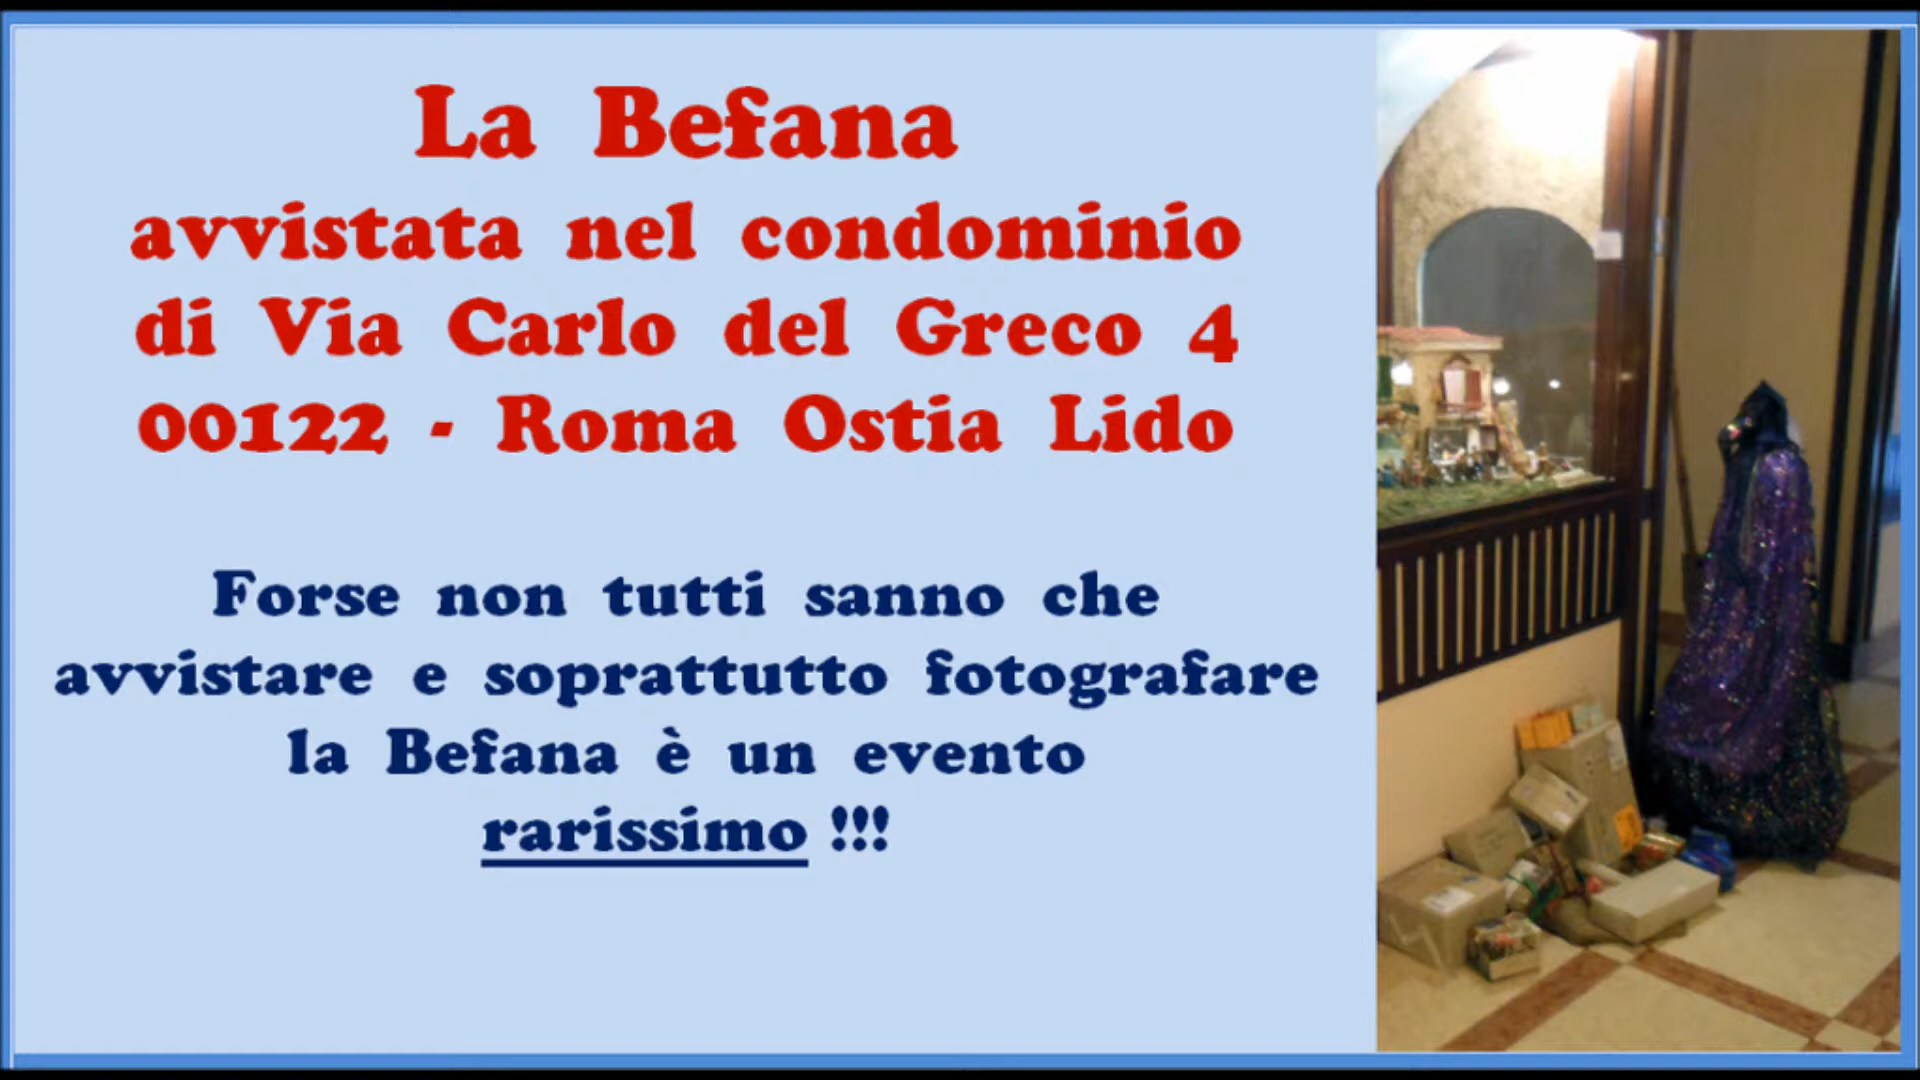 La Befana
avvistata nel condominio
di Via Carlo del Greco 4
00122 - Roma Ostia Lido
Forse non tutti sanno che
avvistare e soprattutto fotografare
la Befana è un evento
rarissimo !!!